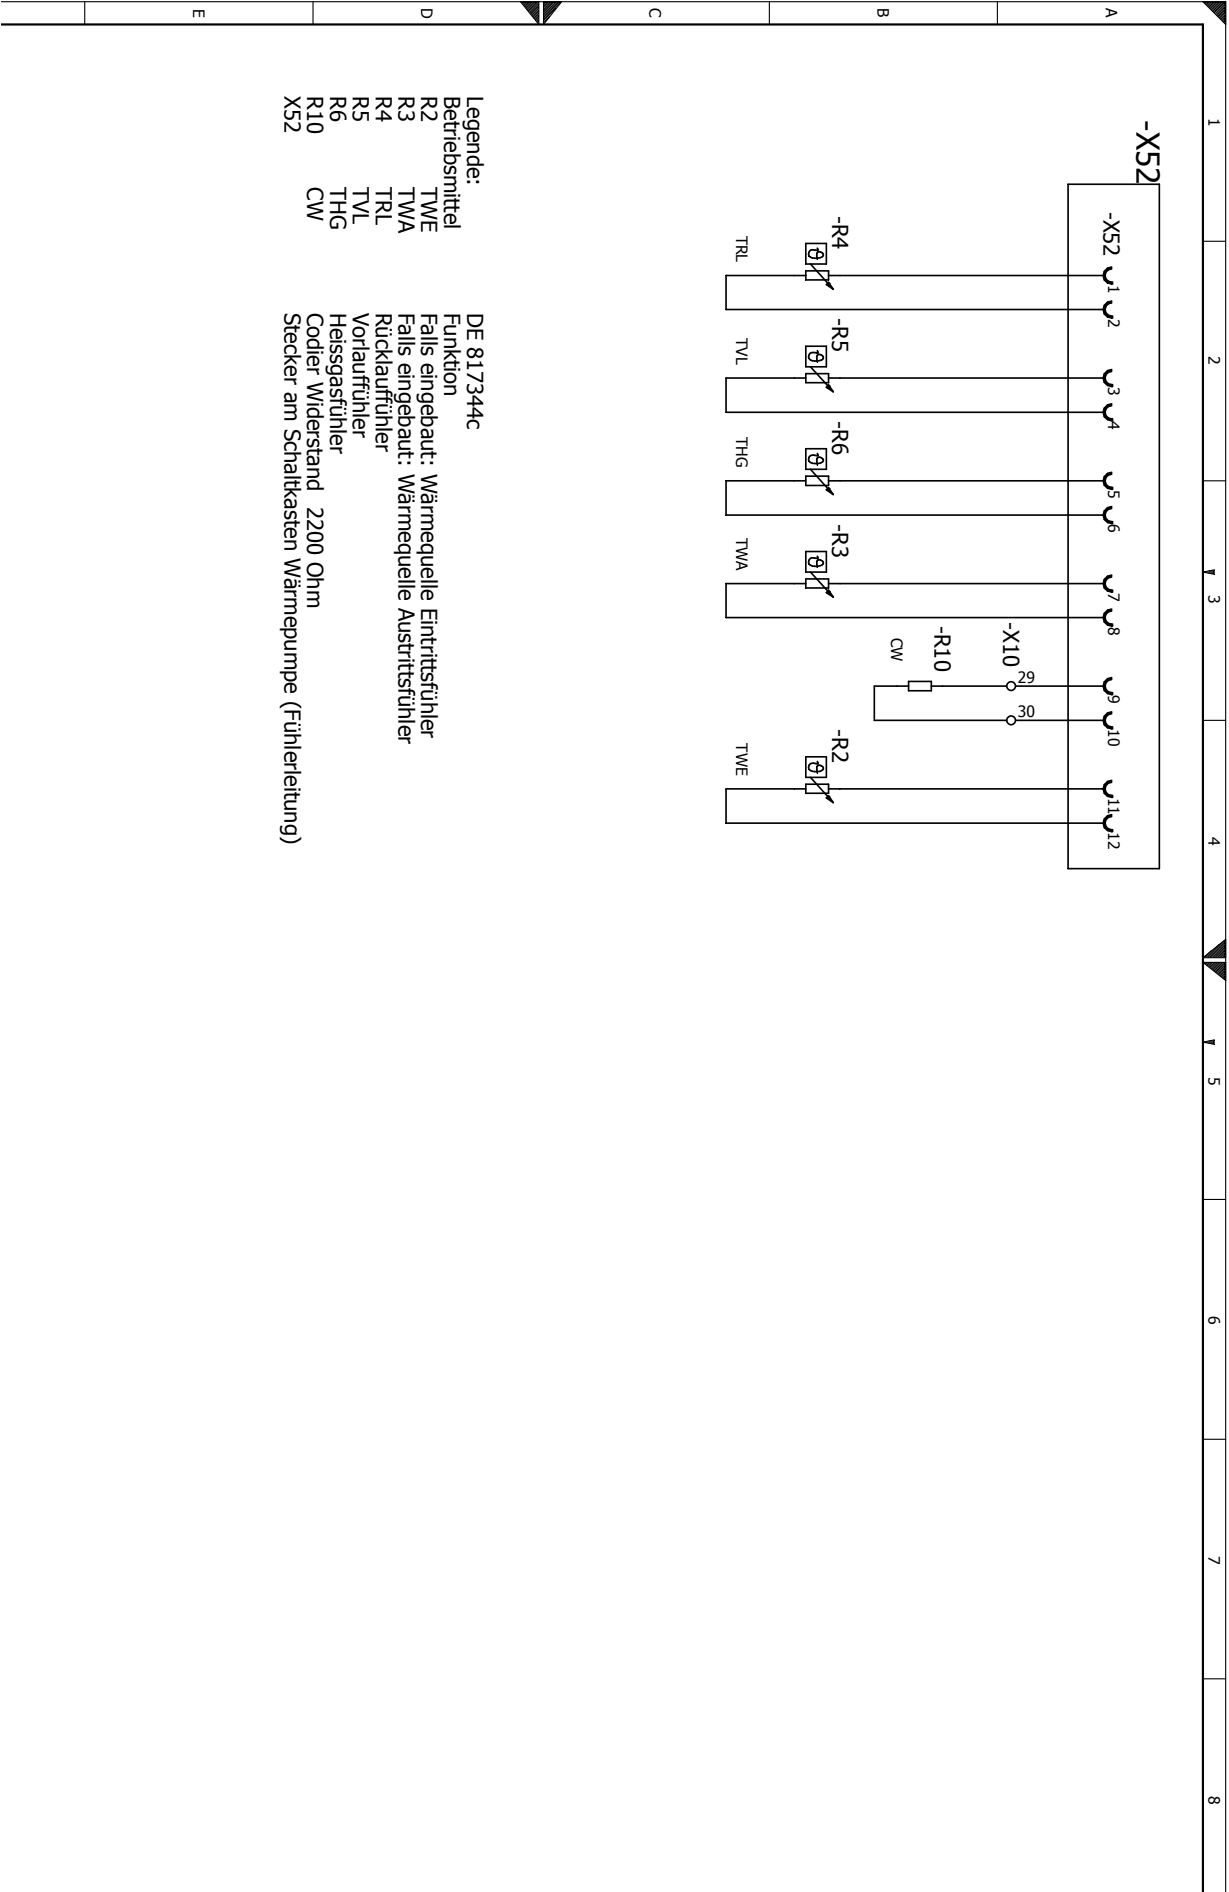 1 2 3 4 5 6 7 8
A
B
C
D
E
-X52
-X52 1 2 3 4 5 6 7 8 9 10 11 12
-X10 29 30
-R4 -R5 -R6 -R3 -R10 -R2
TRL TVL THG TWA CW TWE
Legende: DE 817344c
Betriebsmittel Funktion
R2 TWE Falls eingebaut: Wärmequelle Eintrittsfühler
R3 TWA Falls eingebaut: Wärmequelle Austrittsfühler
R4 TRL Rücklauffühler
R5 TVL Vorlauffühler
R6 THG Heissgasfühler
R10 CW Codier Widerstand 2200 Ohm
X52 Stecker am Schaltkasten Wärmepumpe (Fühlerleitung)